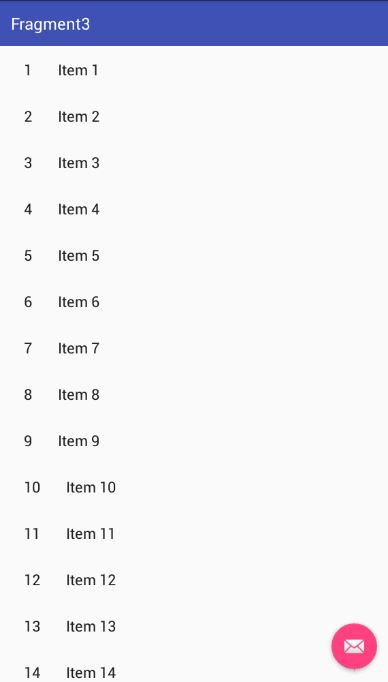 Fragment3
1 Item 1
2 Item 2
3 Item 3
4 Item 4
5 Item 5
6 Item 6
7 Item 7
8 Item 8
9 Item 9
10 Item 10
11 Item 11
12 Item 12
13 Item 13
14 Item 14